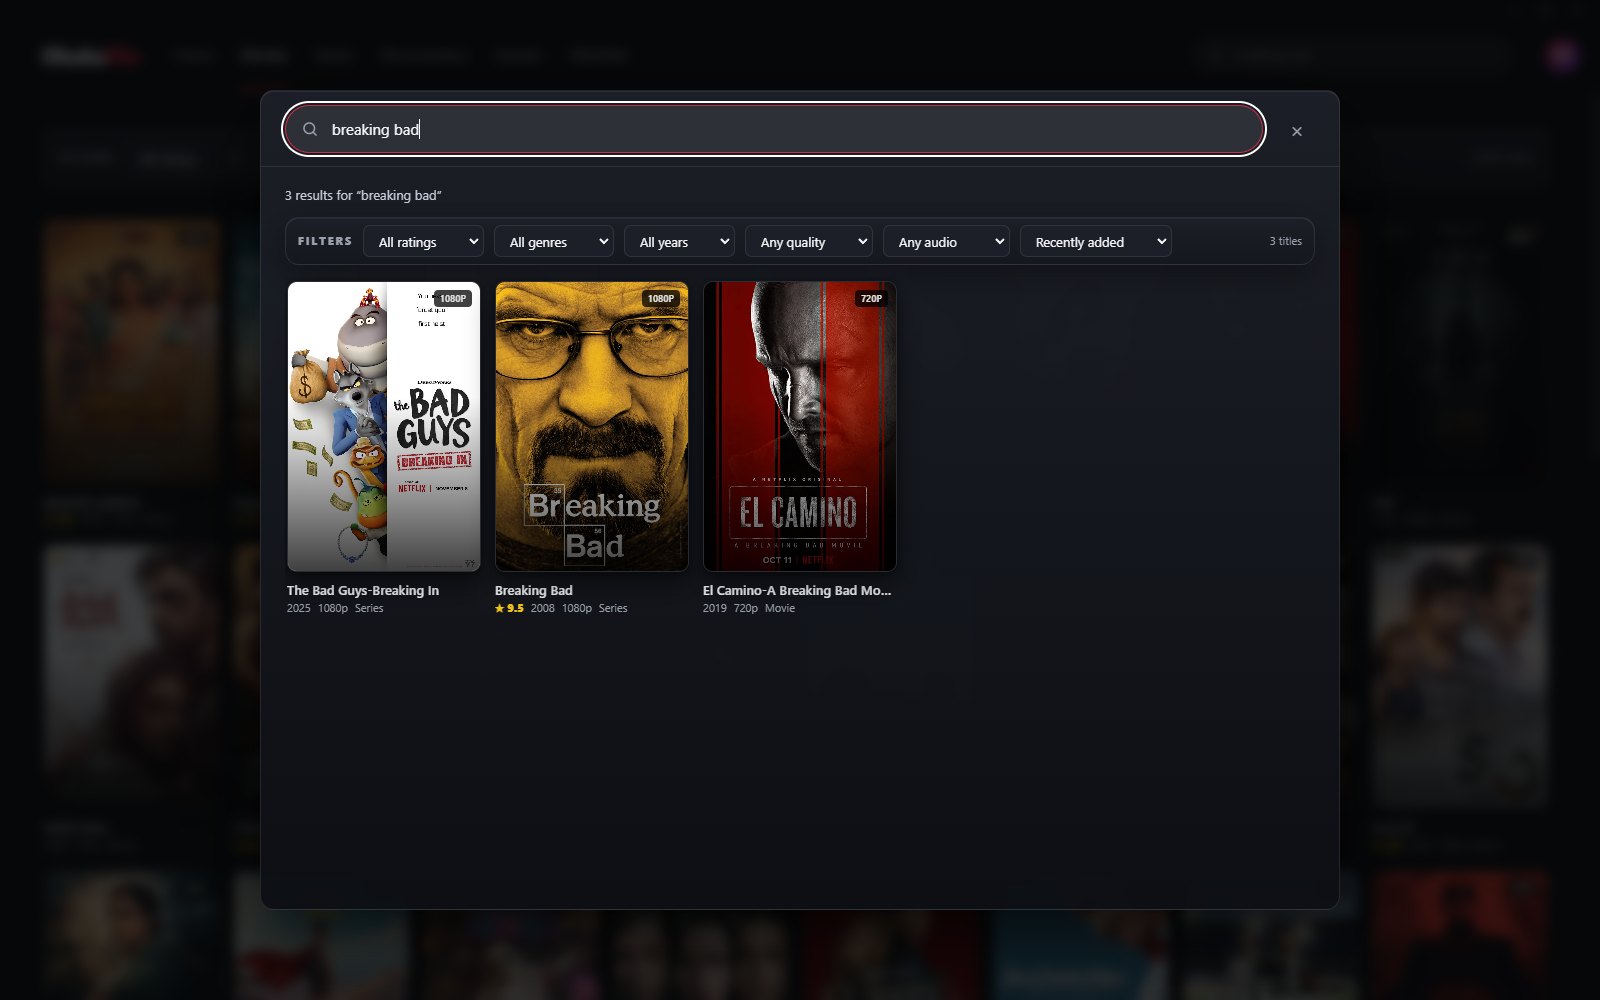 breaking bad
3 results for “breaking bad”
FILTERS
All ratings
All genres
All years
Any quality
Any audio
Recently added
3 titles
1080P
the BAD GUYS
BREAKING IN
NETFLIX
1080P
Breaking
Bad
720P
A NETFLIX ORIGINAL
EL CAMINO
A BREAKING BAD MOVIE
OCT 11 | NETFLIX
The Bad Guys-Breaking In
2025 1080p Series
Breaking Bad
★ 9.5 2008 1080p Series
El Camino-A Breaking Bad Mo...
2019 720p Movie